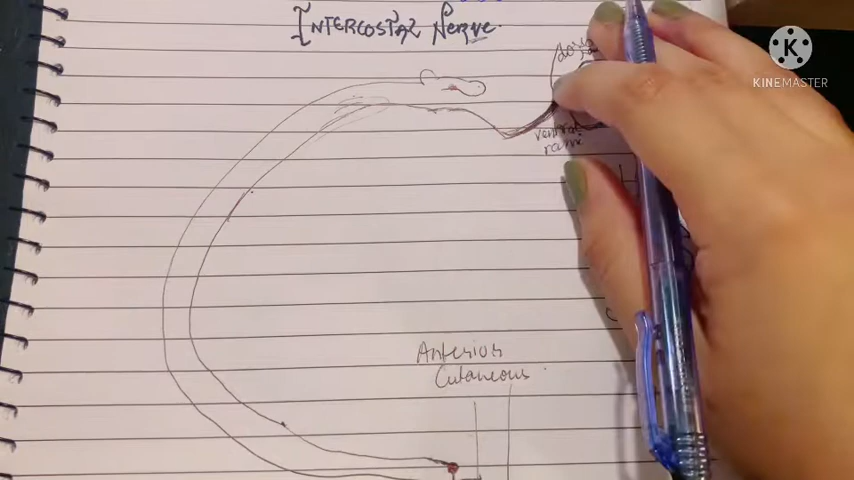 Intercostal Nerve.
KINEMASTER
ventral
ramus
Anterior
Cutaneous